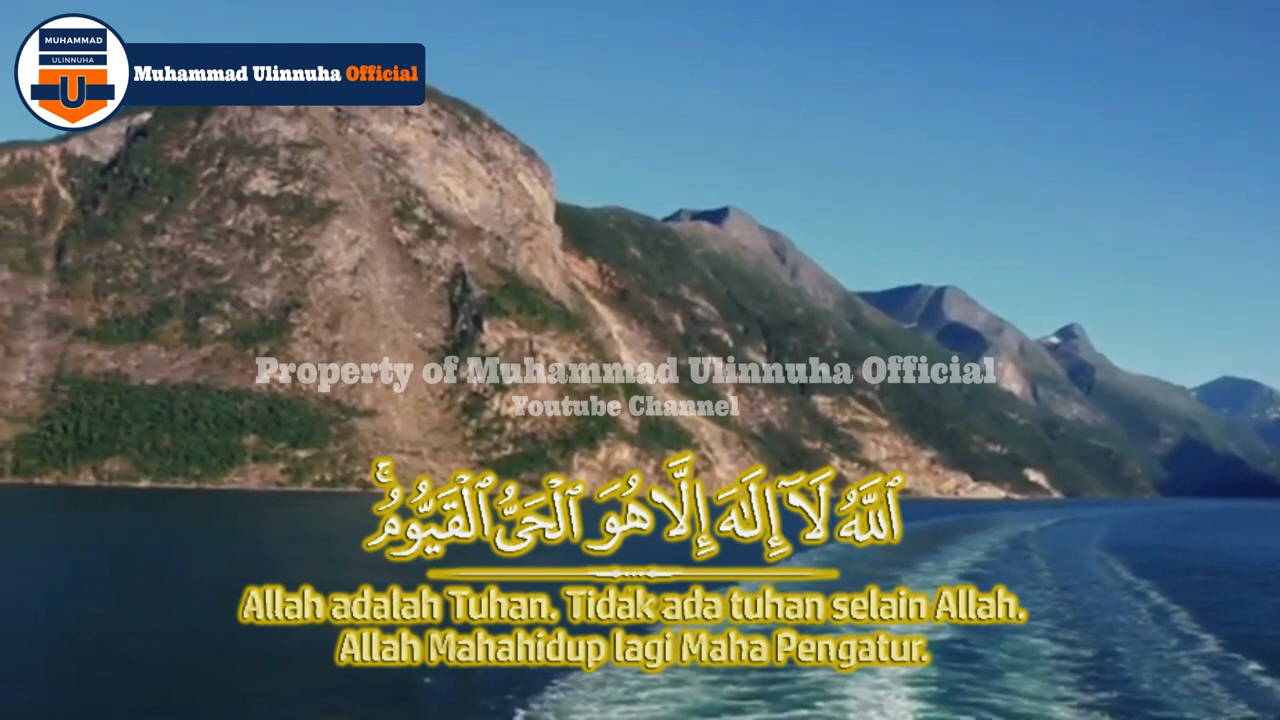 MUHAMMAD
ULINNUHA
U
Muhammad Ulinnuha Official
Property of Muhammad Ulinnuha Official
Youtube Channel
ٱللَّهُ لَآ إِلَٰهَ إِلَّا هُوَ ٱلْحَىُّ ٱلْقَيُّومُ ۚ
Allah adalah Tuhan. Tidak ada tuhan selain Allah.
Allah Mahahidup lagi Maha Pengatur.